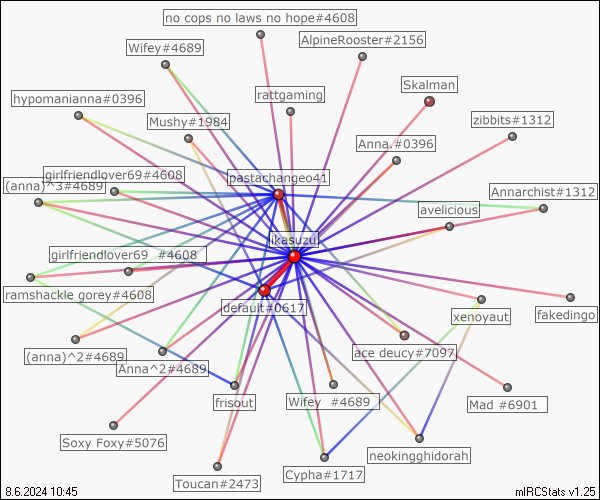 no cops no laws no hope#4608
AlpineRooster#2156
Wifey#4689
Skalman
hypomanianna#0396
rattgaming
Mushy#1984
zibbits#1312
Anna.#0396
girlfriendlover69#4608
pastachangeo41
(anna)^3#4689
Annarchist#1312
avelicious
ikasuzu
girlfriendlover69 #4608
ramshackle gorey#4608
default#0617
xenoyaut
fakedingo
(anna)^2#4689
ace deucy#7097
Anna^2#4689
frisout
Wifey #4689
Mad #6901
Soxy Foxy#5076
neokingghidorah
Toucan#2473
Cypha#1717
8.6.2024 10:45
mIRCStats v1.25